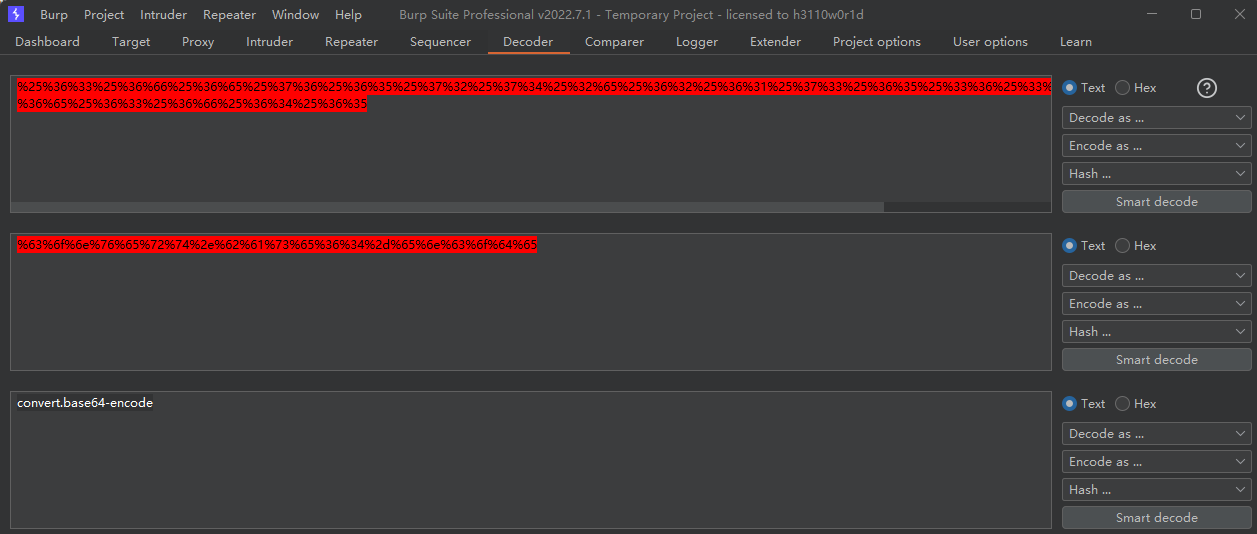 Burp Project Intruder Repeater Window Help Burp Suite Professional v2022.7.1 - Temporary Project - licensed to h3110w0r1d
Dashboard Target Proxy Intruder Repeater Sequencer Decoder Comparer Logger Extender Project options User options Learn
%25%36%33%25%36%66%25%36%65%25%37%36%25%36%35%25%37%32%25%37%34%25%32%65%25%36%32%25%36%31%25%37%33%25%36%35%25%33%36%25%33%
%36%65%25%36%33%25%36%66%25%36%34%25%36%35
Text Hex ?
Decode as ...
Encode as ...
Hash ...
Smart decode
%63%6f%6e%76%65%72%74%2e%62%61%73%65%36%34%2d%65%6e%63%6f%64%65
Text Hex
Decode as ...
Encode as ...
Hash ...
Smart decode
convert.base64-encode
Text Hex
Decode as ...
Encode as ...
Hash ...
Smart decode